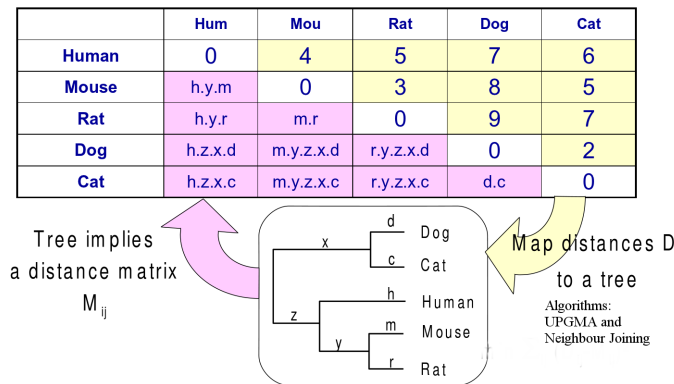 Hum Mou Rat Dog Cat
Human 0 4 5 7 6
Mouse h.y.m 0 3 8 5
Rat h.y.r m.r 0 9 7
Dog h.z.x.d m.y.z.x.d r.y.z.x.d 0 2
Cat h.z.x.c m.y.z.x.c r.y.z.x.c d.c 0
Tree implies
a distance matrix
M ij
d Dog
x
c Cat
h Human
z
m Mouse
y
r Rat
Map distances D
to a tree
Algorithms:
UPGMA and
Neighbour Joining